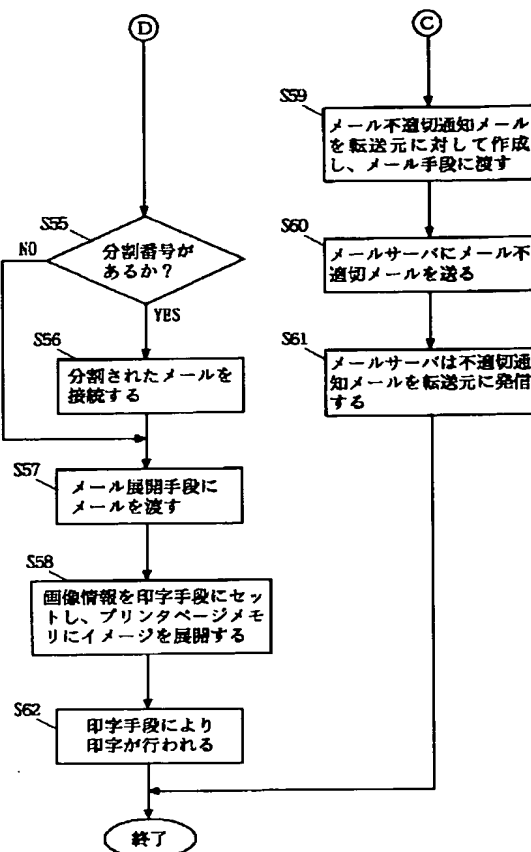 D
S55
分割番号が
あるか？
NO
YES
S56
分割されたメールを
接続する
S57
メール展開手段に
メールを渡す
S58
画像情報を印字手段にセッ
トし、プリンタページメモ
リにイメージを展開する
S62
印字手段により
印字が行われる
終了
C
S59
メール不適切通知メール
を転送元に対して作成
し、メール手段に渡す
S60
メールサーバにメール不
適切メールを送る
S61
メールサーバは不適切通
知メールを転送元に発信
する